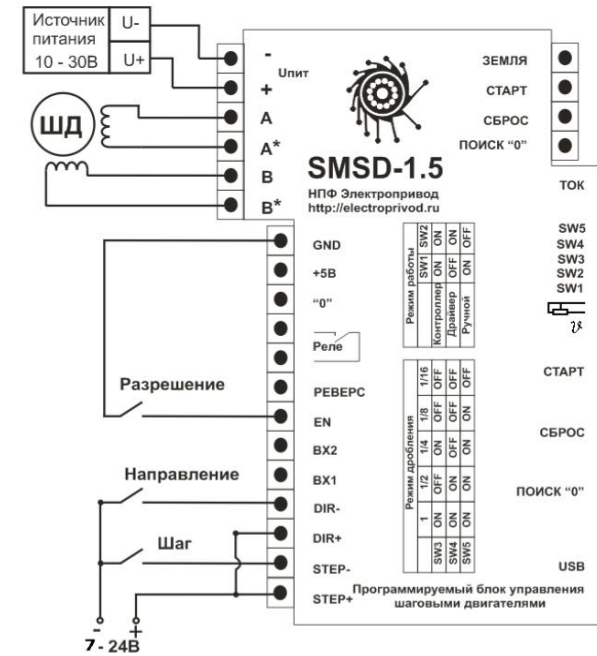 Источник
питания
10 - 30В
U-
U+
-
+
Uпит
A
A*
B
B*
ШД
SMSD-1.5
НПФ Электропривод
http://electroprivod.ru
ЗЕМЛЯ
СТАРТ
СБРОС
ПОИСК “0”
ТОК
SW5
SW4
SW3
SW2
SW1
СТАРТ
СБРОС
ПОИСК “0”
USB
GND
+5В
“0”
Реле
РЕВЕРС
EN
ВХ2
ВХ1
DIR-
DIR+
STEP-
STEP+
Разрешение
Направление
Шаг
-
+
7 - 24В
Режим работы
SW1 SW2
Контроллер ON ON
Драйвер OFF ON
Ручной ON OFF
Режим дробления
1/16 OFF OFF OFF
1/8 OFF OFF ON
1/4 ON OFF ON
1/2 OFF ON ON
1 ON ON ON
SW3 SW4 SW5
Программируемый блок управления
шаговыми двигателями